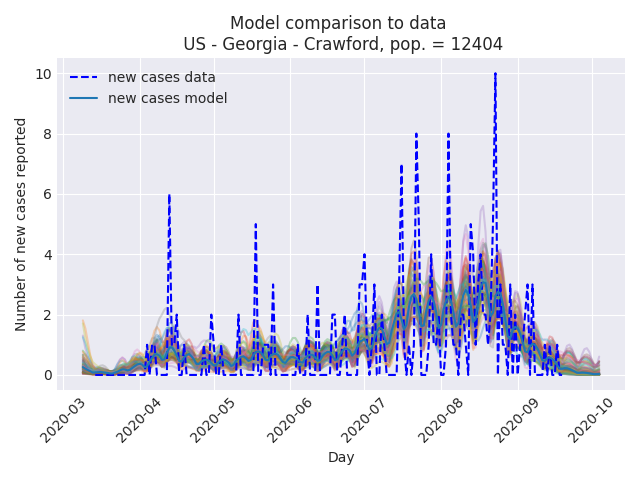 Model comparison to data
US - Georgia - Crawford, pop. = 12404
new cases data
new cases model
Number of new cases reported
10
8
6
4
2
0
2020-03
2020-04
2020-05
2020-06
2020-07
2020-08
2020-09
2020-10
Day